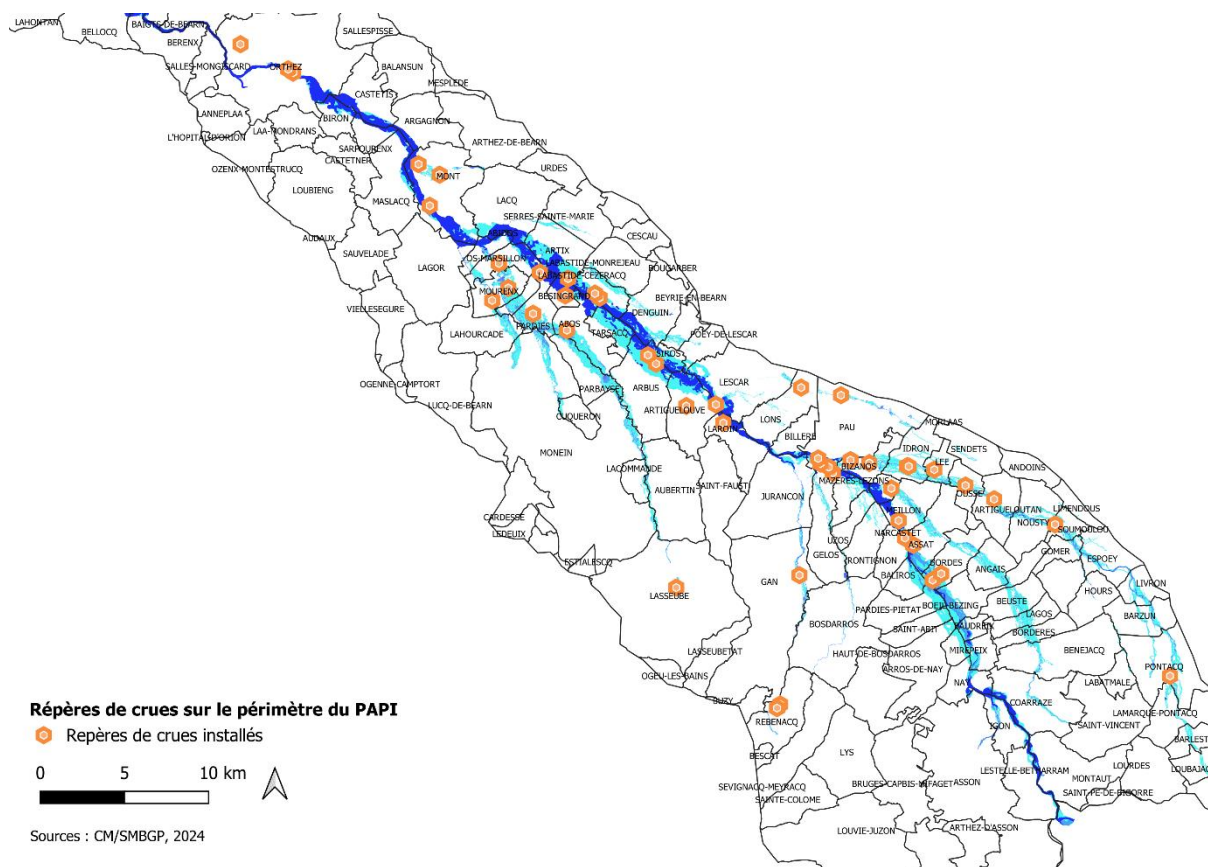 LAHONTAN
BELLOCQ
BAIGTS-DE-BEARN
BERENX
SALLESPISSE
SALLES-MONGISCARD
ORTHEZ
BALANSUN
MESPLEDE
CASTETIS
LANNEPLAA
BIRON
ARGAGNON
L'HOPITAL-D'ORION
LAA-MONDRANS
SARPOURENX
ARTHEZ-DE-BEARN
CASTETNER
OZENX-MONTESTRUCQ
MONT
URDES
LOUBIENG
MASLACQ
LACQ
SERRES-SAINTE-MARIE
AUDAUX
ABIDOS
CESCAU
SAUVELADE
ARTIX
LAGOR
OS-MARSILLON
LABASTIDE-MONREJEAU
BOUGARBER
LABASTIDE-CEZERACQ
MOURENX
BESINGRAND
BEYRIE-EN-BEARN
VIELLESEGURE
DENGUIN
PARDIES
ABOS
TARSACQ
LAHOURCADE
POEY-DE-LESCAR
SIROS
OGENNE-CAMPTORT
PARBAYSE
ARBUS
LESCAR
LUCQ-DE-BEARN
CUQUERON
ARTIGUELOUVE
LONS
MORLAAS
LAROIN
BILLERE
PAU
MONEIN
IDRON
SENDETS
LEE
LACOMMANDE
BIZANOS
ANDOINS
SAINT-FAUST
MAZERES-LEZONS
AUBERTIN
JURANCON
OUSSE
CARDESSE
MEILLON
ARTIGUELOUTAN
LIMENDOUS
NOUSTY
SOUMOULOU
LEDEUIX
NARCASTET
UZOS
ASSAT
GOMER
ESPOEY
ESTIALESCQ
GELOS
RONTIGNON
BORDES
ANGAIS
GAN
BALIROS
LIVRON
LASSEUBE
HOURS
BEUSTE
BOEIL-BEZING
PARDIES-PIETAT
LAGOS
BARZUN
BOSDARROS
SAINT-ABIT
BAUDREIX
BORDERES
LASSEUBETAT
HAUT-DE-BOSDARROS
MIREPEIX
BENEJACQ
ARROS-DE-NAY
PONTACQ
OGEU-LES-BAINS
NAY
LABATMALE
BUZY
COARRAZE
LAMARQUE-PONTACQ
REBENACQ
IGON
SAINT-VINCENT
BARLEST
BESCAT
LYS
LESTELLE-BETHARRAM
LOURDES
LOUBAJAC
SEVIGNACQ-MEYRACQ
BRUGES-CAPBIS-MIFAGET
ASSON
MONTAUT
SAINTE-COLOME
SAINT-PE-DE-BIGORRE
LOUVIE-JUZON
ARTHEZ-D'ASSON
Répères de crues sur le périmètre du PAPI
Repères de crues installés
0 5 10 km
Sources : CM/SMBGP, 2024